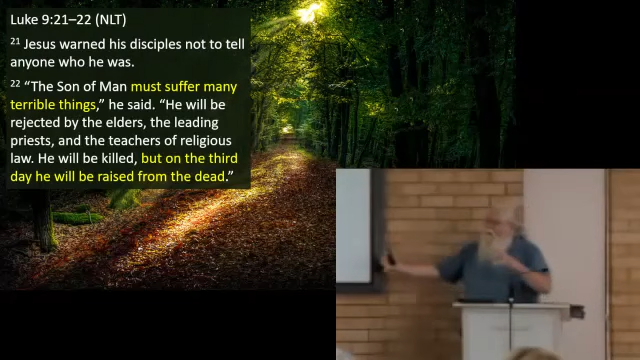 Luke 9:21–22 (NLT)
21 Jesus warned his disciples not to tell
anyone who he was.
22 “The Son of Man must suffer many
terrible things,” he said. “He will be
rejected by the elders, the leading
priests, and the teachers of religious
law. He will be killed, but on the third
day he will be raised from the dead.”